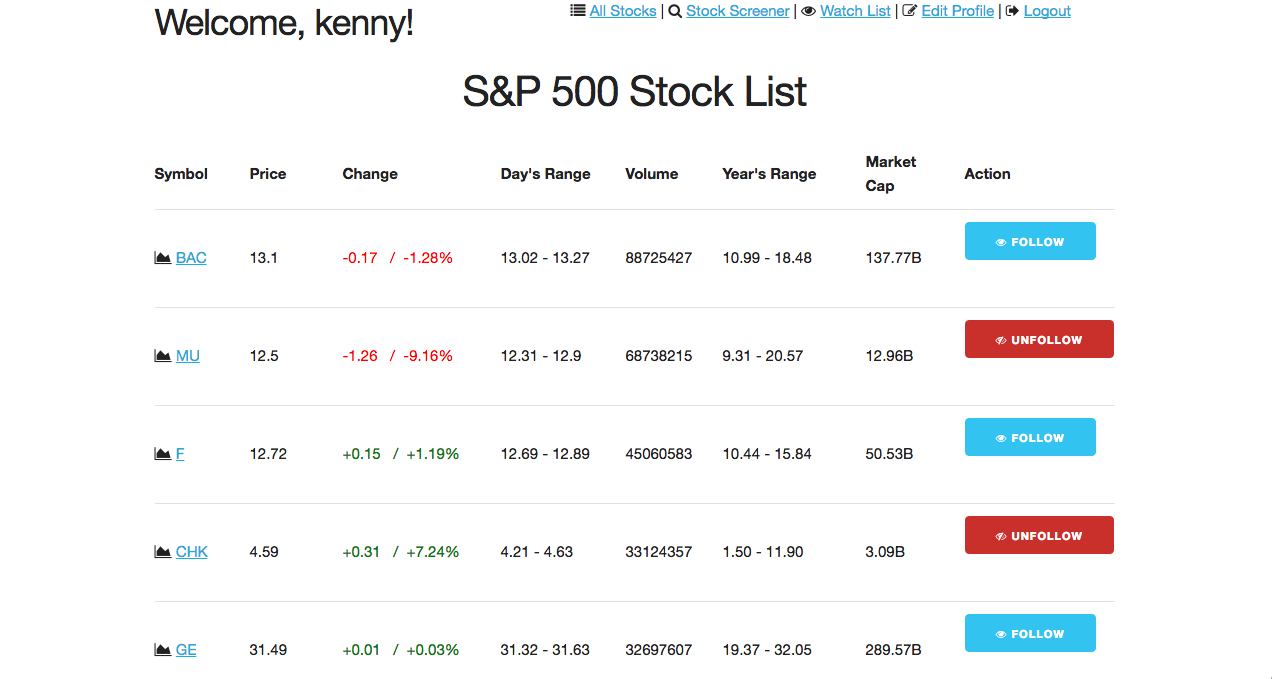 Welcome, kenny!
All Stocks | Stock Screener | Watch List | Edit Profile | Logout
S&P 500 Stock List
Symbol Price Change Day's Range Volume Year's Range Market Cap Action
BAC 13.1 -0.17 / -1.28% 13.02 - 13.27 88725427 10.99 - 18.48 137.77B FOLLOW
MU 12.5 -1.26 / -9.16% 12.31 - 12.9 68738215 9.31 - 20.57 12.96B UNFOLLOW
F 12.72 +0.15 / +1.19% 12.69 - 12.89 45060583 10.44 - 15.84 50.53B FOLLOW
CHK 4.59 +0.31 / +7.24% 4.21 - 4.63 33124357 1.50 - 11.90 3.09B UNFOLLOW
GE 31.49 +0.01 / +0.03% 31.32 - 31.63 32697607 19.37 - 32.05 289.57B FOLLOW